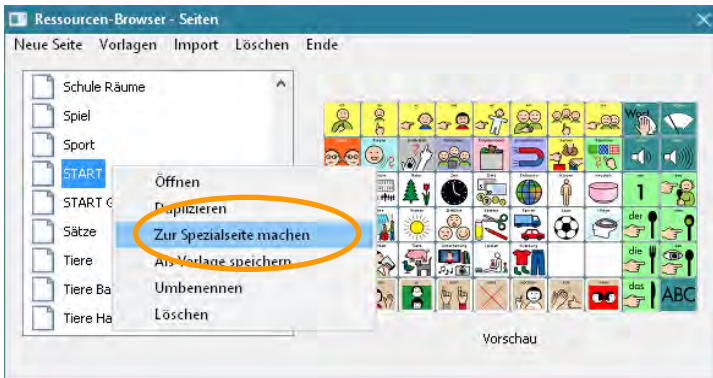 Ressourcen-Browser - Seiten
Neue Seite Vorlagen Import Löschen Ende
Schule Räume
Spiel
Sport
START
START G
Sätze
Tiere
Tiere Ba
Tiere Ha
Öffnen
Duplizieren
Zur Spezialseite machen
Als Vorlage speichern
Umbenennen
Löschen
Wort
1
der
die
das
ABC
Vorschau